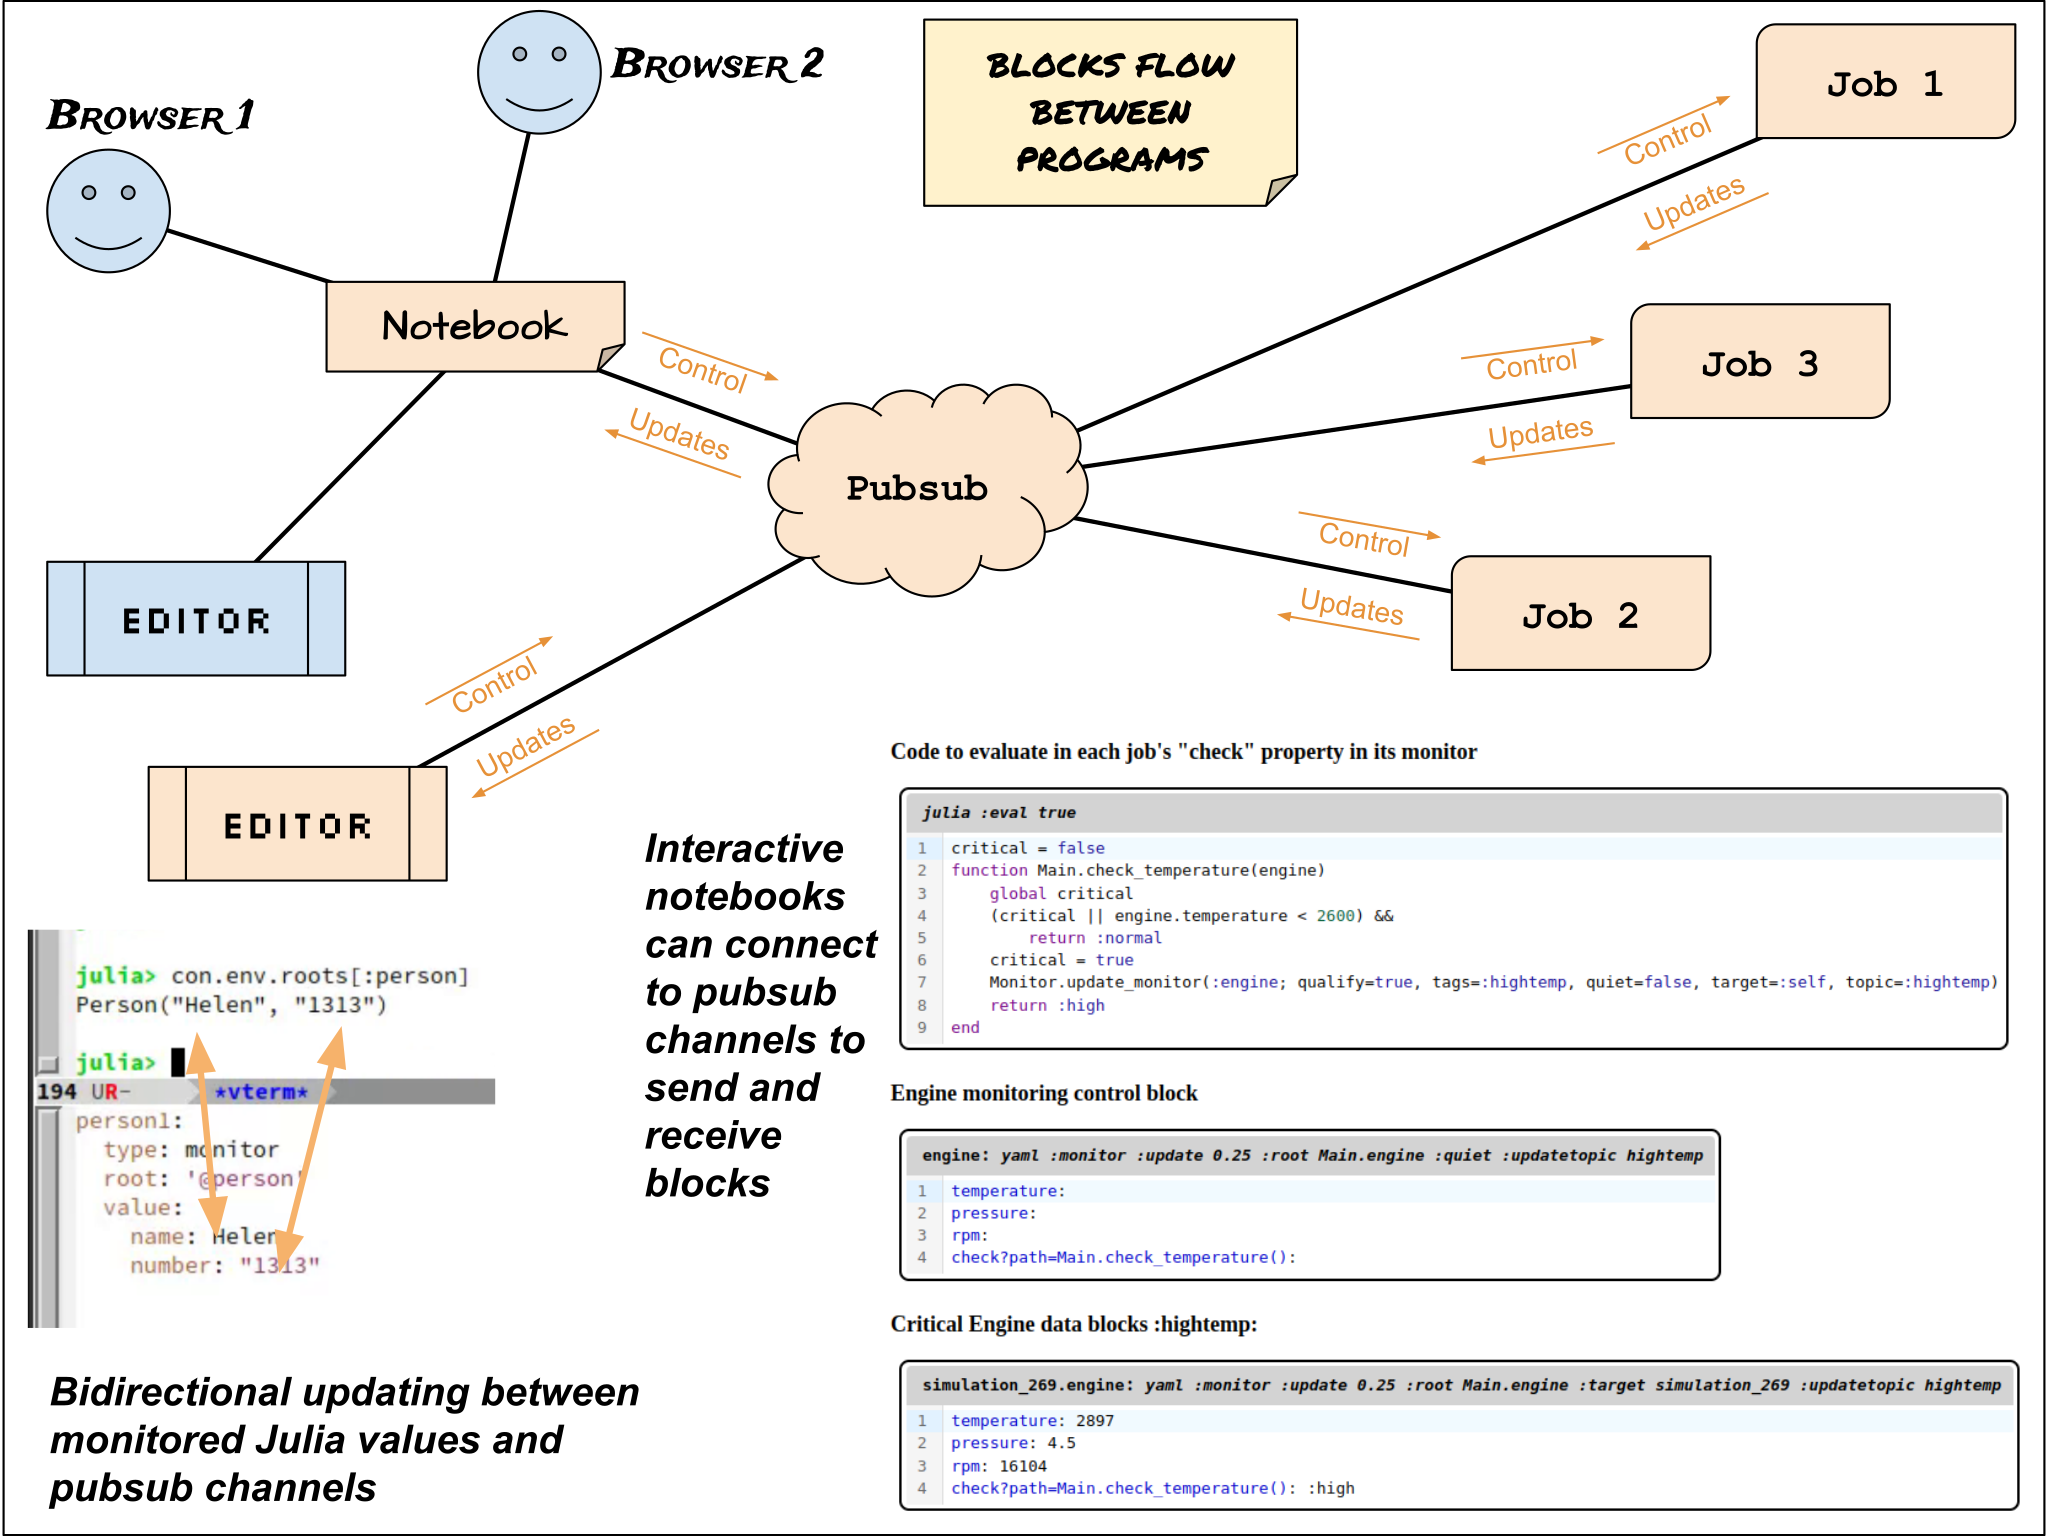 BROWSER 1
BROWSER 2
BLOCKS FLOW
BETWEEN
PROGRAMS
Job 1
Control
Updates
Notebook
Control
Updates
Control
Job 3
Updates
Pubsub
Control
Updates
Job 2
EDITOR
Control
Updates
EDITOR
Interactive
notebooks
can connect
to pubsub
channels to
send and
receive
blocks
julia> con.env.roots[:person]
Person("Helen", "1313")
julia>
194 UR- *vterm*
person1:
type: monitor
root: '@person'
value:
name: Helen
number: "1313"
Bidirectional updating between
monitored Julia values and
pubsub channels
Code to evaluate in each job's "check" property in its monitor
julia :eval true
1 critical = false
2 function Main.check_temperature(engine)
3 global critical
4 (critical || engine.temperature < 2600) &&
5 return :normal
6 critical = true
7 Monitor.update_monitor(:engine; qualify=true, tags=:hightemp, quiet=false, target=:self, topic=:hightemp)
8 return :high
9 end
Engine monitoring control block
engine: yaml :monitor :update 0.25 :root Main.engine :quiet :updatetopic hightemp
1 temperature:
2 pressure:
3 rpm:
4 check?path=Main.check_temperature():
Critical Engine data blocks :hightemp:
simulation_269.engine: yaml :monitor :update 0.25 :root Main.engine :target simulation_269 :updatetopic hightemp
1 temperature: 2897
2 pressure: 4.5
3 rpm: 16104
4 check?path=Main.check_temperature(): :high